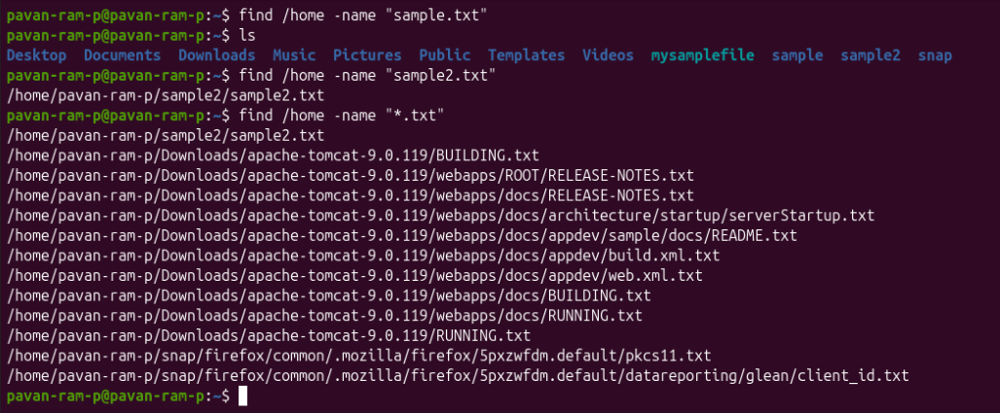 pavan-ram-p@pavan-ram-p:~$ find /home -name "sample.txt"
pavan-ram-p@pavan-ram-p:~$ ls
Desktop  Documents  Downloads  Music  Pictures  Public  Templates  Videos  mysamplefile  sample  sample2  snap
pavan-ram-p@pavan-ram-p:~$ find /home -name "sample2.txt"
/home/pavan-ram-p/sample2/sample2.txt
pavan-ram-p@pavan-ram-p:~$ find /home -name "*.txt"
/home/pavan-ram-p/sample2/sample2.txt
/home/pavan-ram-p/Downloads/apache-tomcat-9.0.119/BUILDING.txt
/home/pavan-ram-p/Downloads/apache-tomcat-9.0.119/webapps/ROOT/RELEASE-NOTES.txt
/home/pavan-ram-p/Downloads/apache-tomcat-9.0.119/webapps/docs/RELEASE-NOTES.txt
/home/pavan-ram-p/Downloads/apache-tomcat-9.0.119/webapps/docs/architecture/startup/serverStartup.txt
/home/pavan-ram-p/Downloads/apache-tomcat-9.0.119/webapps/docs/appdev/sample/docs/README.txt
/home/pavan-ram-p/Downloads/apache-tomcat-9.0.119/webapps/docs/appdev/build.xml.txt
/home/pavan-ram-p/Downloads/apache-tomcat-9.0.119/webapps/docs/appdev/web.xml.txt
/home/pavan-ram-p/Downloads/apache-tomcat-9.0.119/webapps/docs/BUILDING.txt
/home/pavan-ram-p/Downloads/apache-tomcat-9.0.119/webapps/docs/RUNNING.txt
/home/pavan-ram-p/Downloads/apache-tomcat-9.0.119/RUNNING.txt
/home/pavan-ram-p/snap/firefox/common/.mozilla/firefox/5pxzwfdm.default/pkcs11.txt
/home/pavan-ram-p/snap/firefox/common/.mozilla/firefox/5pxzwfdm.default/datareporting/glean/client_id.txt
pavan-ram-p@pavan-ram-p:~$